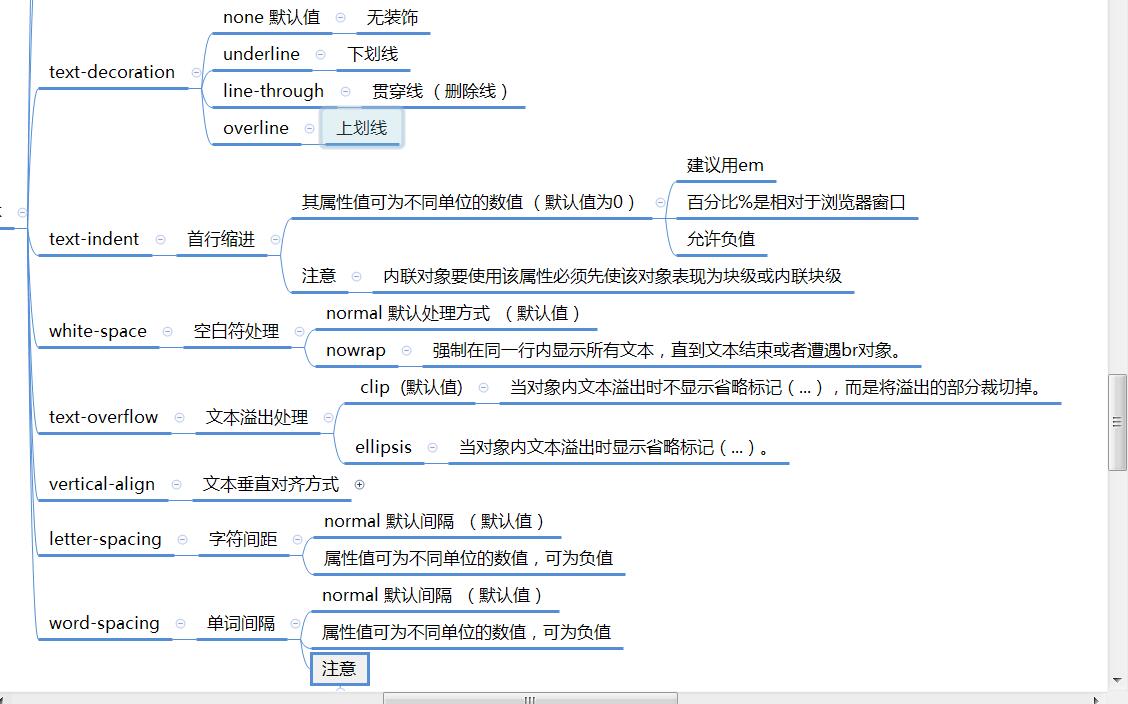 none 默认值 无装饰
underline 下划线
text-decoration
line-through 贯穿线（删除线）
overline 上划线
建议用em
其属性值可为不同单位的数值（默认值为0） 百分比%是相对于浏览器窗口
text-indent 首行缩进 允许负值
注意 内联对象要使用该属性必须先使该对象表现为块级或内联块级
normal 默认处理方式 （默认值）
white-space 空白符处理
nowrap 强制在同一行内显示所有文本，直到文本结束或者遭遇br对象。
clip (默认值) 当对象内文本溢出时不显示省略标记（...），而是将溢出的部分裁切掉。
text-overflow 文本溢出处理
ellipsis 当对象内文本溢出时显示省略标记（...）。
vertical-align 文本垂直对齐方式
normal 默认间隔 （默认值）
letter-spacing 字符间距
属性值可为不同单位的数值，可为负值
normal 默认间隔 （默认值）
word-spacing 单词间隔
属性值可为不同单位的数值，可为负值
注意